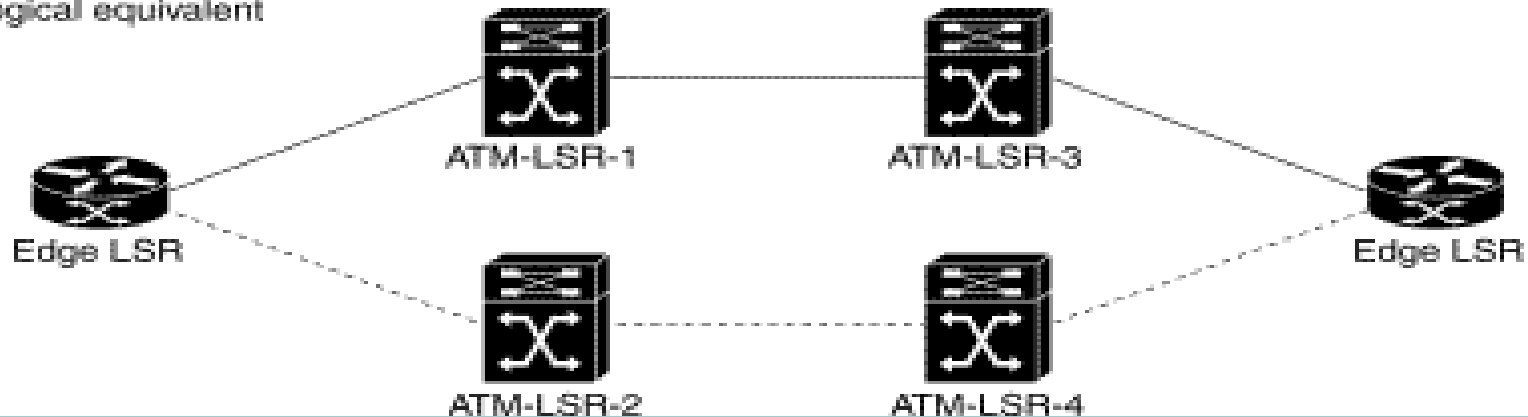 ogical equivalent
ATM-LSR-1
ATM-LSR-3
Edge LSR
Edge LSR
ATM-LSR-2
ATM-LSR-4